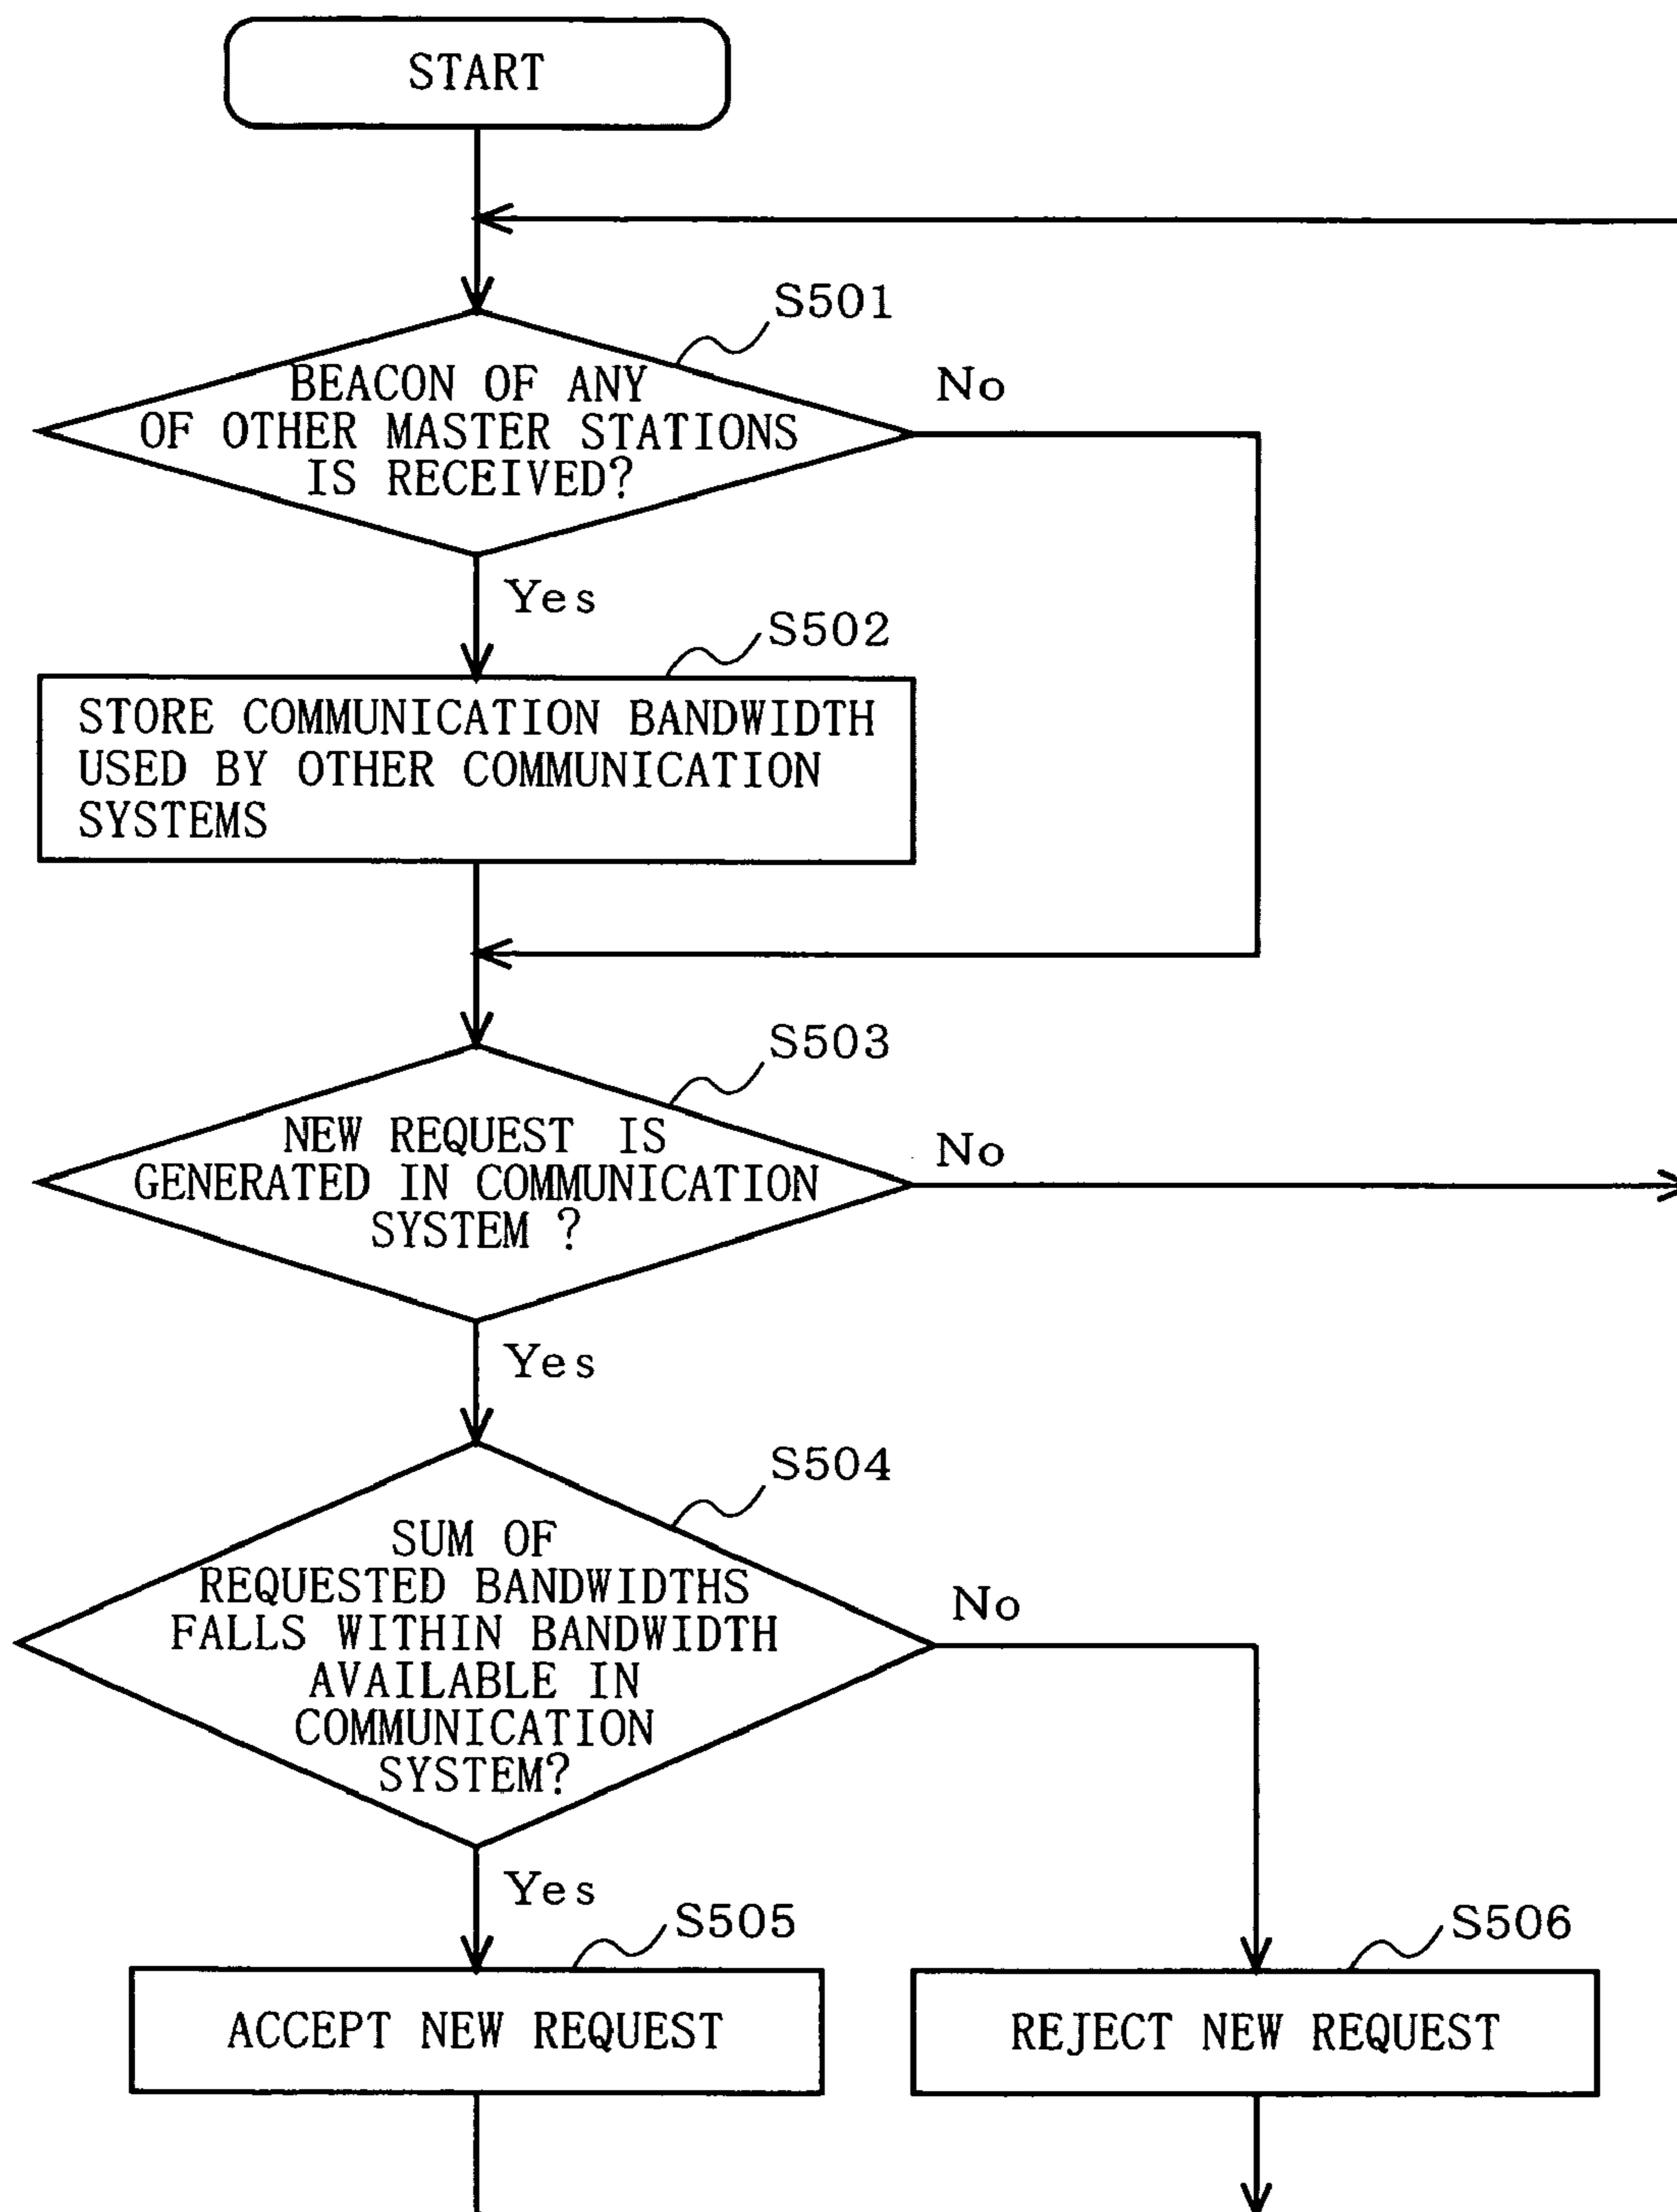 START
S501
BEACON OF ANY
OF OTHER MASTER STATIONS
IS RECEIVED?
No
Yes
S502
STORE COMMUNICATION BANDWIDTH
USED BY OTHER COMMUNICATION
SYSTEMS
S503
NEW REQUEST IS
GENERATED IN COMMUNICATION
SYSTEM ?
No
Yes
S504
SUM OF
REQUESTED BANDWIDTHS
FALLS WITHIN BANDWIDTH
AVAILABLE IN
COMMUNICATION
SYSTEM?
No
Yes
S505
ACCEPT NEW REQUEST
S506
REJECT NEW REQUEST